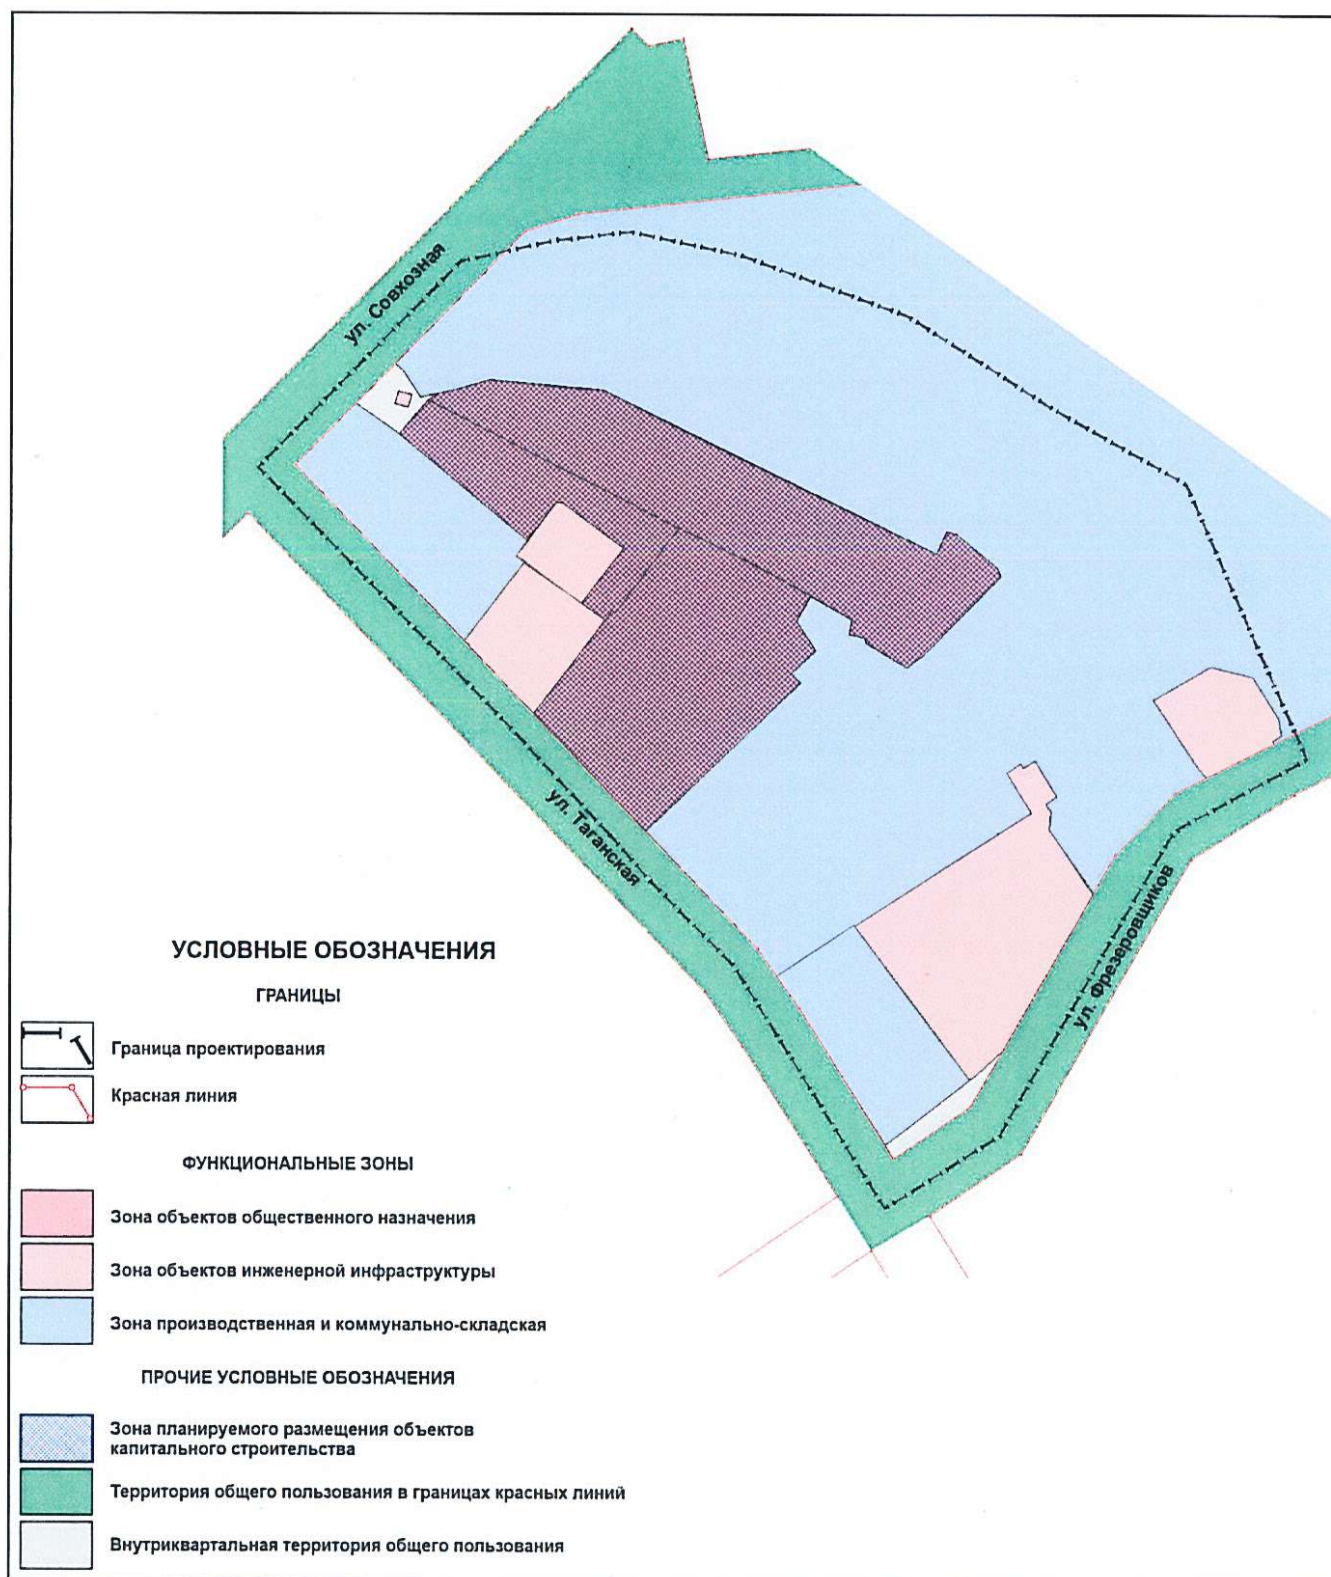 ул. Совхозная
ул. Таганская
ул. Фрезеровщиков
УСЛОВНЫЕ ОБОЗНАЧЕНИЯ
ГРАНИЦЫ
Граница проектирования
Красная линия
ФУНКЦИОНАЛЬНЫЕ ЗОНЫ
Зона объектов общественного назначения
Зона объектов инженерной инфраструктуры
Зона производственная и коммунально-складская
ПРОЧИЕ УСЛОВНЫЕ ОБОЗНАЧЕНИЯ
Зона планируемого размещения объектов
капитального строительства
Территория общего пользования в границах красных линий
Внутриквартальная территория общего пользования